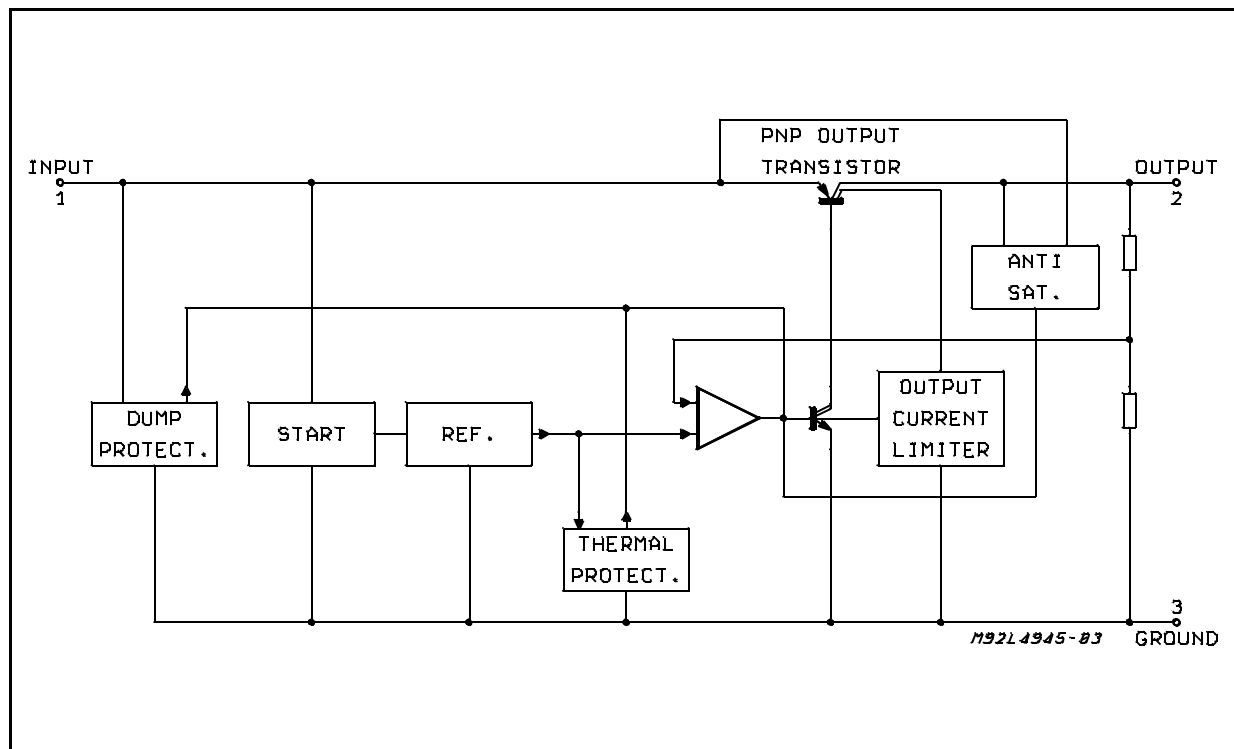 PNP OUTPUT
TRANSISTOR
INPUT
1
OUTPUT
2
ANTI
SAT.
DUMP
PROTECT.
START
REF.
OUTPUT
CURRENT
LIMITER
THERMAL
PROTECT.
3
GROUND
M92L4945-03